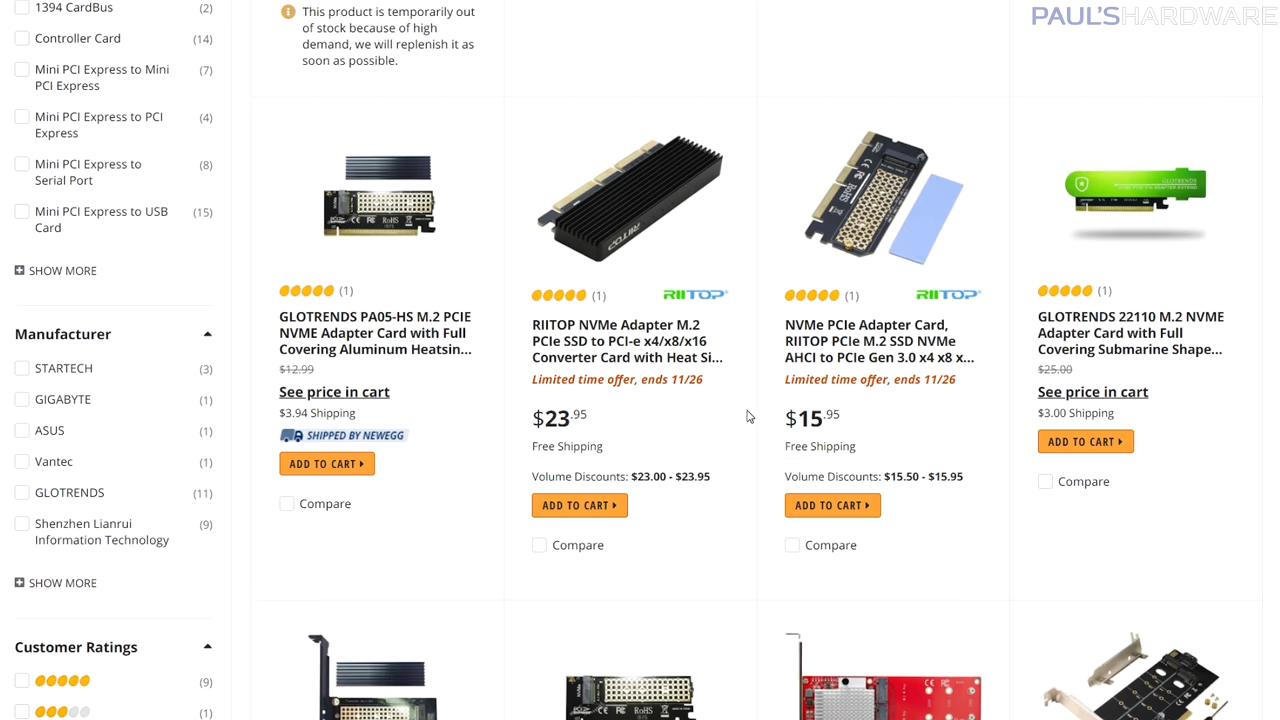 PAUL'SHARDWARE
1394 CardBus (2)
Controller Card (14)
Mini PCI Express to Mini
PCI Express (7)
Mini PCI Express to PCI
Express (4)
Mini PCI Express to
Serial Port (8)
Mini PCI Express to USB
Card (15)
SHOW MORE
Manufacturer
STARTECH (3)
GIGABYTE (1)
ASUS (1)
Vantec (1)
GLOTRENDS (11)
Shenzhen Lianrui
Information Technology (9)
SHOW MORE
Customer Ratings
(9)
(1)
This product is temporarily out
of stock because of high
demand, we will replenish it as
soon as possible.
RoHS
(1)
GLOTRENDS PA05-HS M.2 PCIE
NVME Adapter Card with Full
Covering Aluminum Heatsin...
$12.99
See price in cart
$3.94 Shipping
SHIPPED BY NEWEGG
ADD TO CART
Compare
RIITOP
(1)
RIITOP
RIITOP NVMe Adapter M.2
PCIe SSD to PCI-e x4/x8/x16
Converter Card with Heat Si...
Limited time offer, ends 11/26
$23.95
Free Shipping
Volume Discounts: $23.00 - $23.95
ADD TO CART
Compare
RoHS
(1)
RIITOP
NVMe PCIe Adapter Card,
RIITOP PCIe M.2 SSD NVMe
AHCI to PCIe Gen 3.0 x4 x8 x...
Limited time offer, ends 11/26
$15.95
Free Shipping
Volume Discounts: $15.50 - $15.95
ADD TO CART
Compare
GLOTRENDS
(1)
GLOTRENDS 22110 M.2 NVME
Adapter Card with Full
Covering Submarine Shape...
$25.00
See price in cart
$3.00 Shipping
ADD TO CART
Compare
RoHS